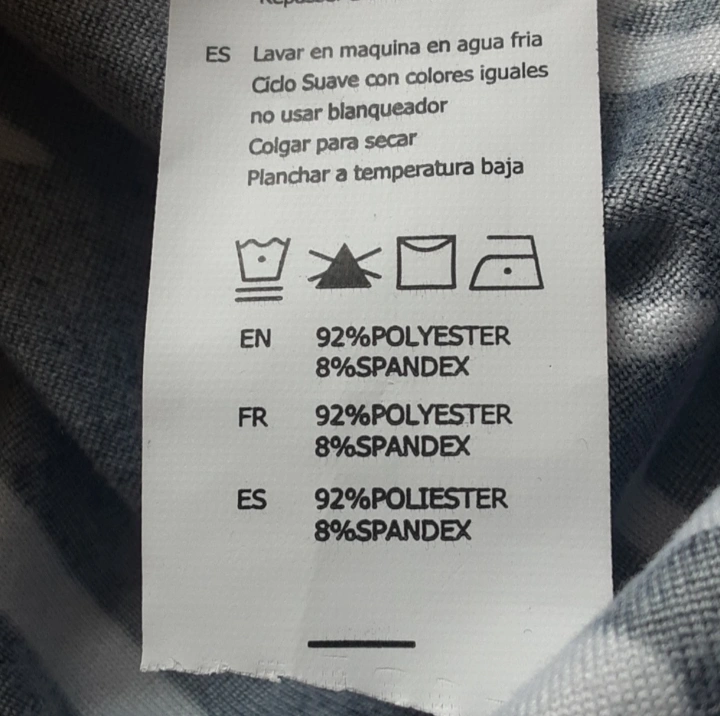 ES Lavar en maquina en agua fria
Ciclo Suave con colores iguales
no usar blanqueador
Colgar para secar
Planchar a temperatura baja
EN 92%POLYESTER
8%SPANDEX
FR 92%POLYESTER
8%SPANDEX
ES 92%POLIESTER
8%SPANDEX